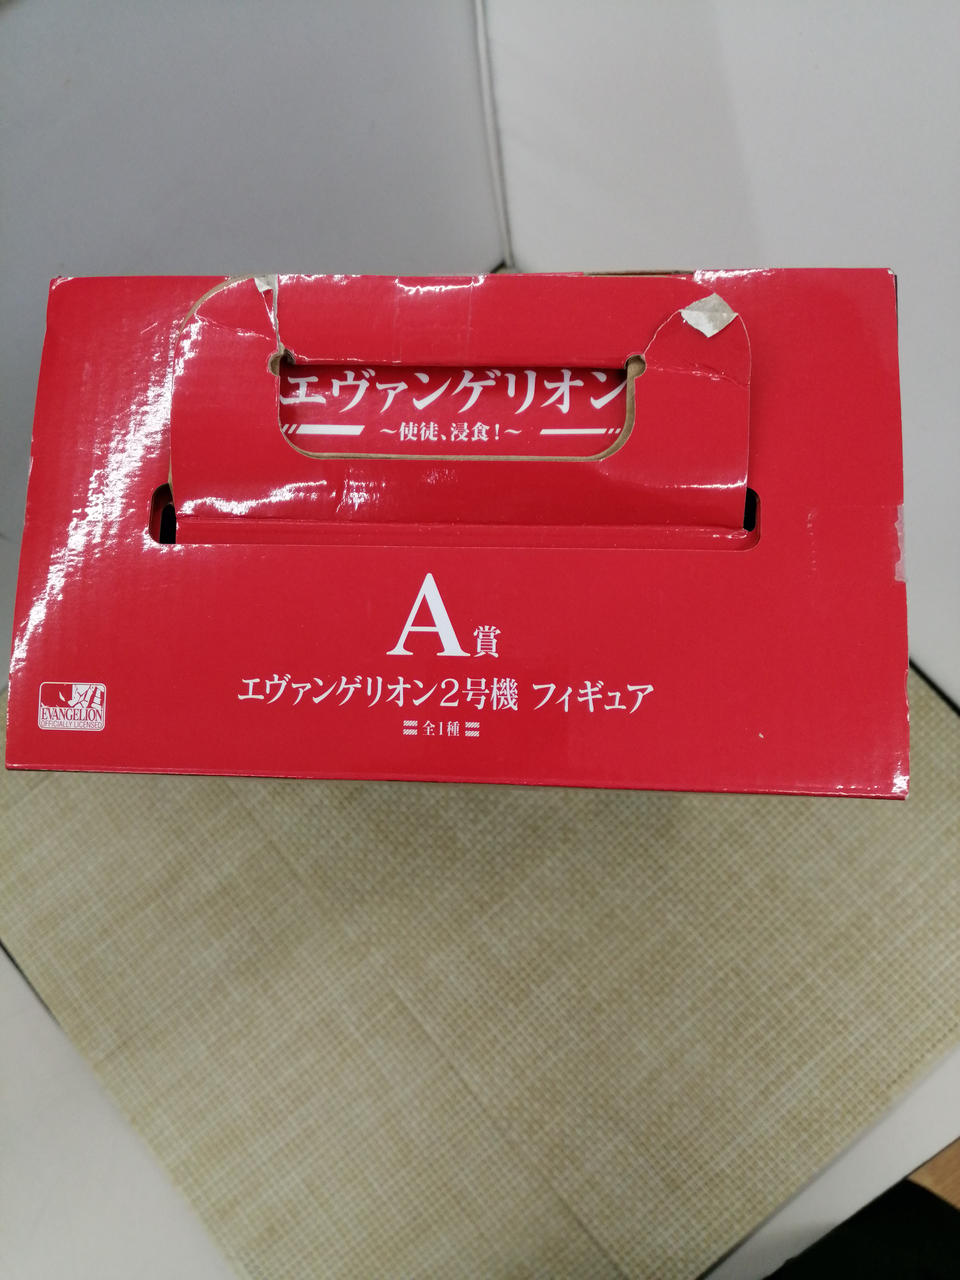 エヴァンゲリオン
～使徒、浸食!～
A賞
エヴァンゲリオン2号機 フィギュア
全1種
EVANGELION
OFFICIALLY LICENSED